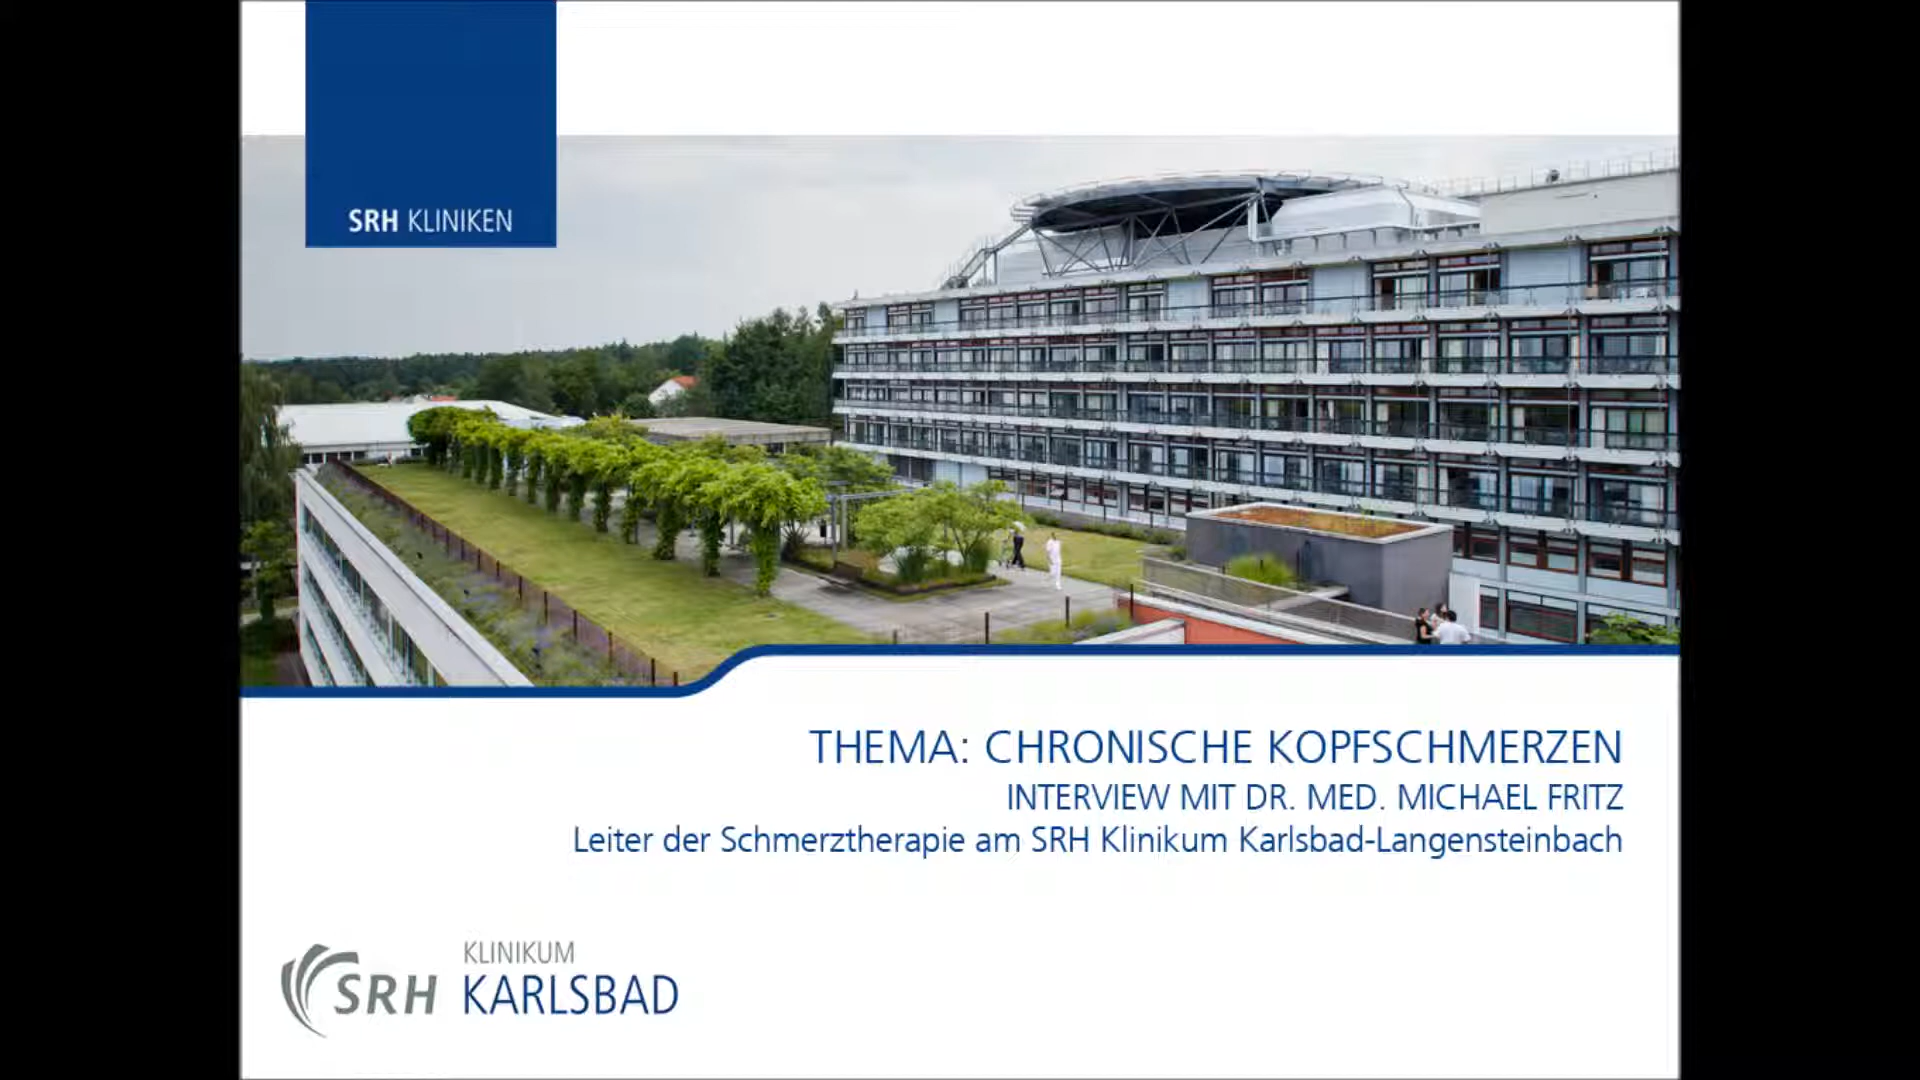 SRH KLINIKEN
THEMA: CHRONISCHE KOPFSCHMERZEN
INTERVIEW MIT DR. MED. MICHAEL FRITZ
Leiter der Schmerztherapie am SRH Klinikum Karlsbad-Langensteinbach
SRH
KLINIKUM
KARLSBAD